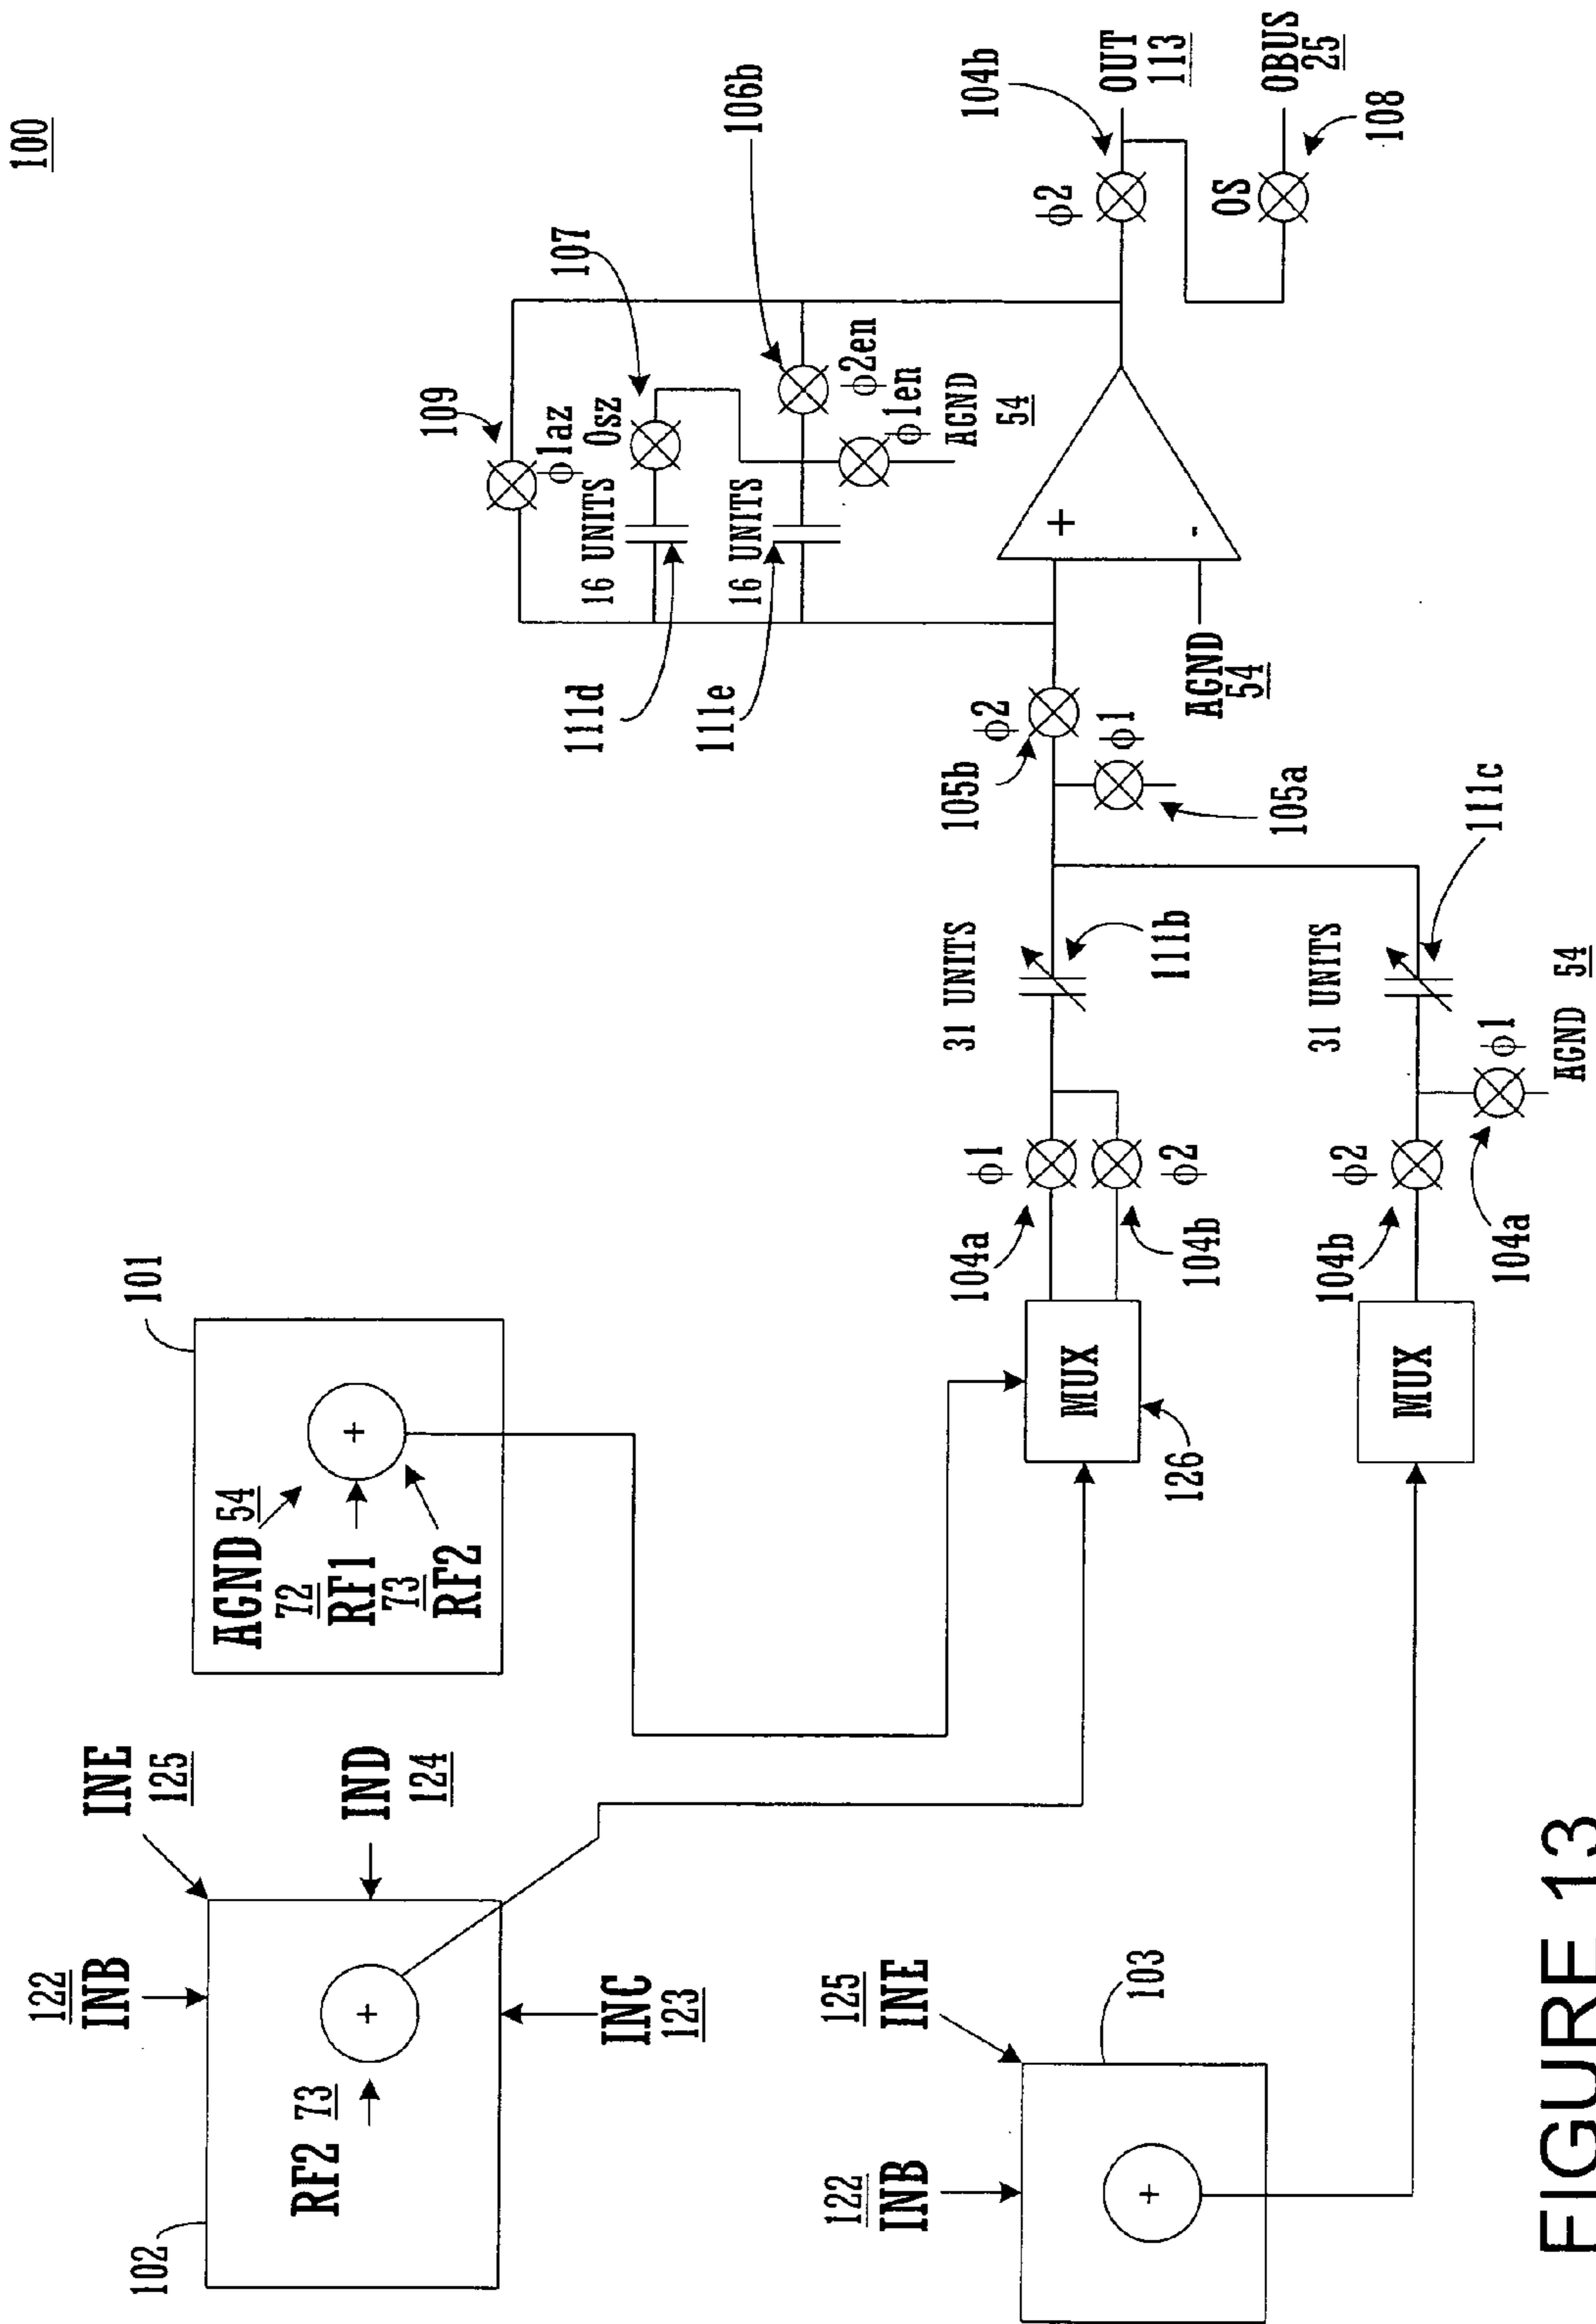 100
INE
125
122
INB
IND
124
RF2 73
INC
123
102
AGND 54
72
RF1
73
RF2
101
109
ϕ1az
107
16 UNITS
Osz
106b
111d
16 UNITS
ϕ2en
111e
ϕ1en
AGND
54
104b
ϕ2
OUT
113
OS
OBUS
25
108
+
-
AGND
54
105b
ϕ2
ϕ1
105a
31 UNITS
111b
ϕ1
104a
104b
ϕ2
MUX
126
125
INE
122
INB
103
+
+
+
31 UNITS
111c
ϕ2
ϕ1
104b
104a
AGND 54
MUX
FIGURE 13